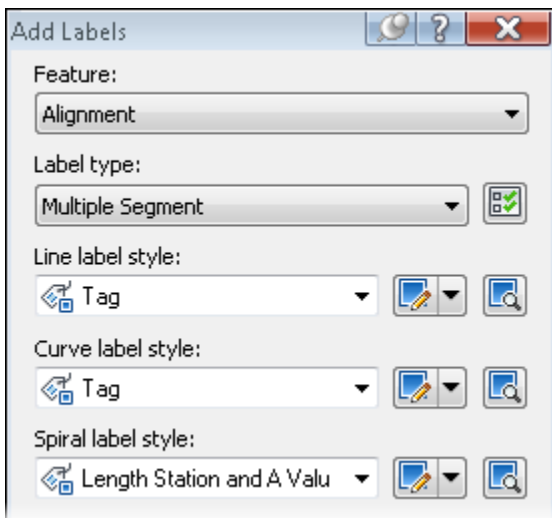 Add Labels
Feature:
Alignment
Label type:
Multiple Segment
Line label style:
Tag
Curve label style:
Tag
Spiral label style:
Length Station and A Valu